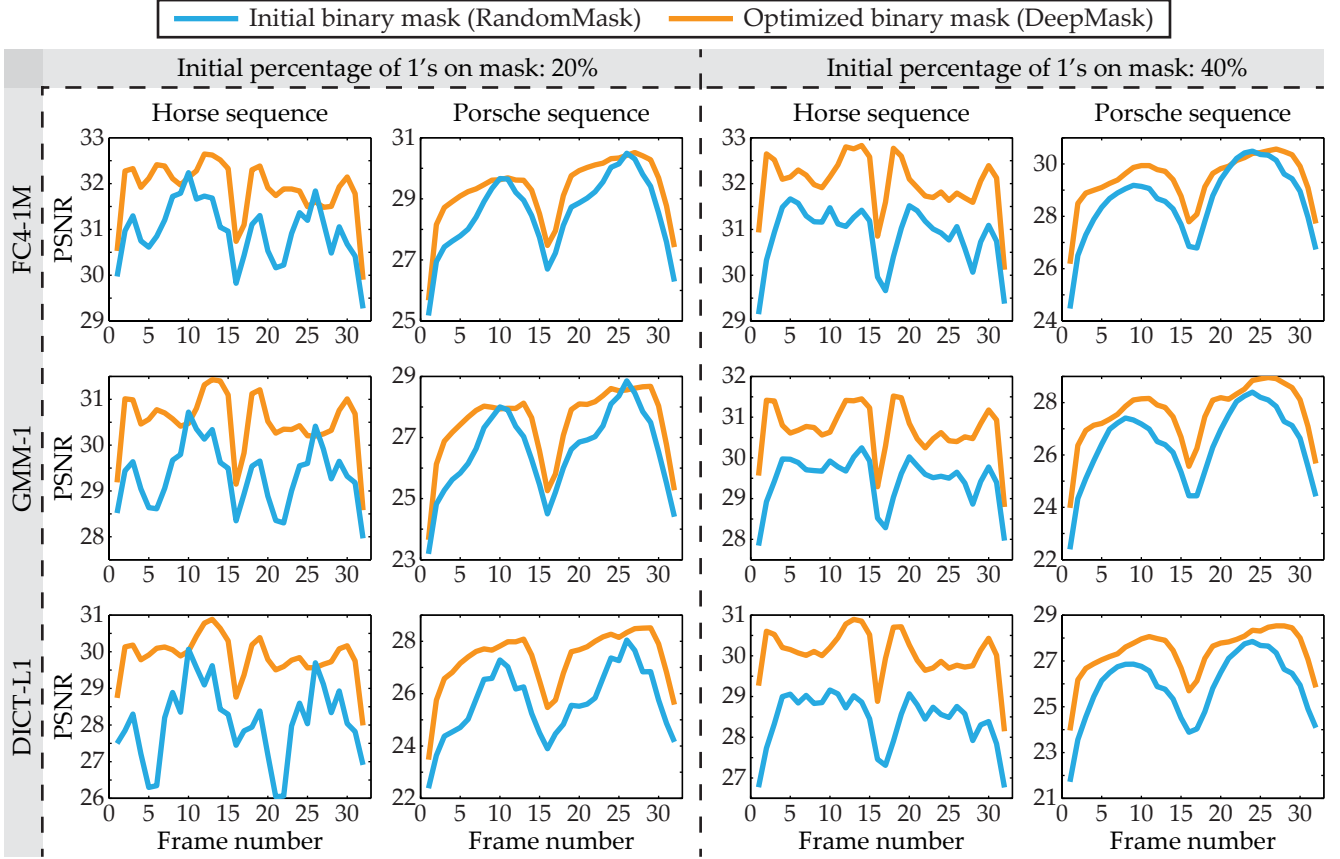 Initial binary mask (RandomMask) Optimized binary mask (DeepMask)
Initial percentage of 1's on mask: 20% Initial percentage of 1's on mask: 40%
Horse sequence Porsche sequence Horse sequence Porsche sequence
FC4-1M
PSNR
33 32 31 30 29
0 5 10 15 20 25 30
31 29 27 25
0 5 10 15 20 25 30
33 32 31 30 29
0 5 10 15 20 25 30
30 28 26 24
0 5 10 15 20 25 30
GMM-1
PSNR
31 30 29 28
0 5 10 15 20 25 30
29 27 25 23
0 5 10 15 20 25 30
32 31 30 29 28
0 5 10 15 20 25 30
28 26 24 22
0 5 10 15 20 25 30
DICT-L1
PSNR
31 30 29 28 27 26
0 5 10 15 20 25 30
28 26 24 22
0 5 10 15 20 25 30
31 30 29 28 27
0 5 10 15 20 25 30
29 27 25 23 21
0 5 10 15 20 25 30
Frame number Frame number Frame number Frame number